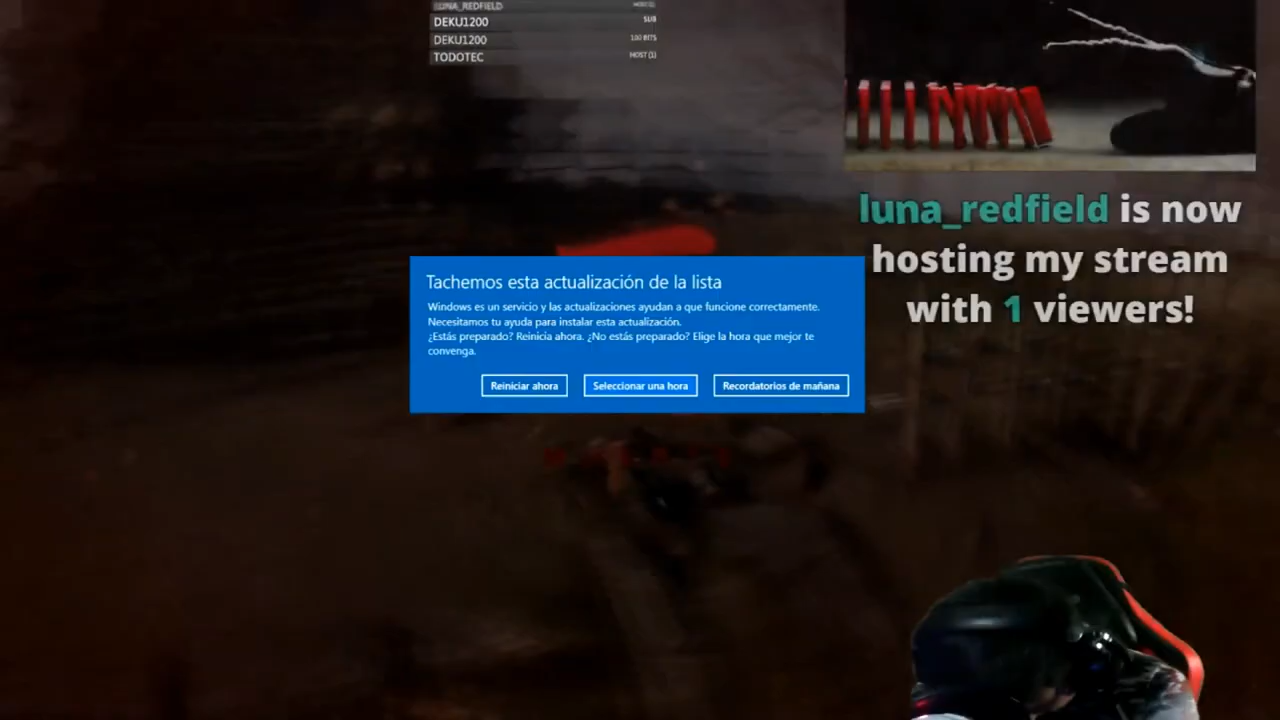 LUNA_REDFIELD HOST (1)
DEKU1200 SUB
DEKU1200 100 BITS
TODOTEC HOST (1)
luna_redfield is now
hosting my stream
with 1 viewers!
Tachemos esta actualización de la lista
Windows es un servicio y las actualizaciones ayudan a que funcione correctamente.
Necesitamos tu ayuda para instalar esta actualización.
¿Estás preparado? Reinicia ahora. ¿No estás preparado? Elige la hora que mejor te
convenga.
Reiniciar ahora Seleccionar una hora Recordatorios de mañana